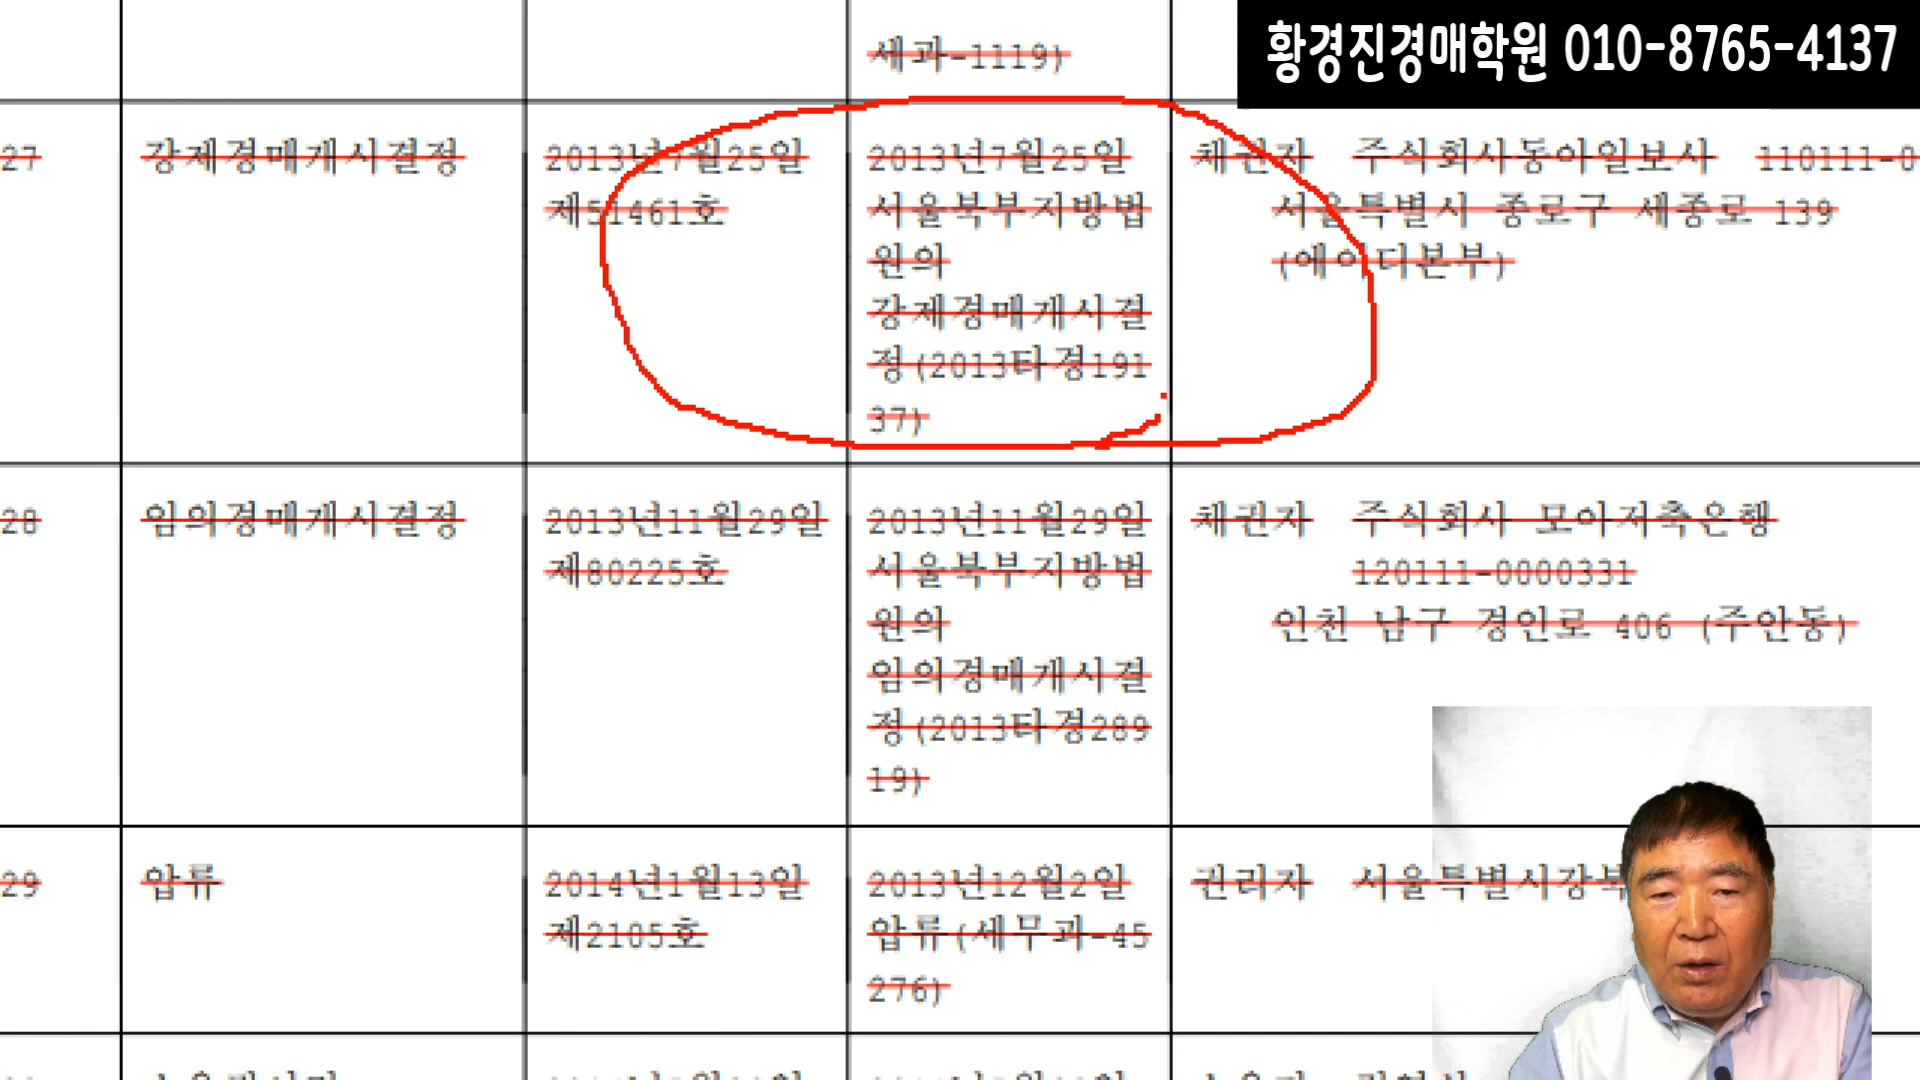 세과-1119)
황경진경매학원 010-8765-4137
27 강제경매개시결정 2013년7월25일 2013년7월25일 채권자 주식회사동아일보사 110111-0
제51461호 서울북부지방법 서울특별시 종로구 세종로 139
원의 (에이디본부)
강제경매개시결
정(2013타경191
37)
28 임의경매개시결정 2013년11월29일 2013년11월29일 채권자 주식회사 모아저축은행
제80225호 서울북부지방법 120111-0000331
원의 인천 남구 경인로 406 (주안동)
임의경매개시결
정(2013타경289
19)
29 압류 2014년1월13일 2013년12월2일 권리자 서울특별시강북
제2105호 압류(세무과-45
276)